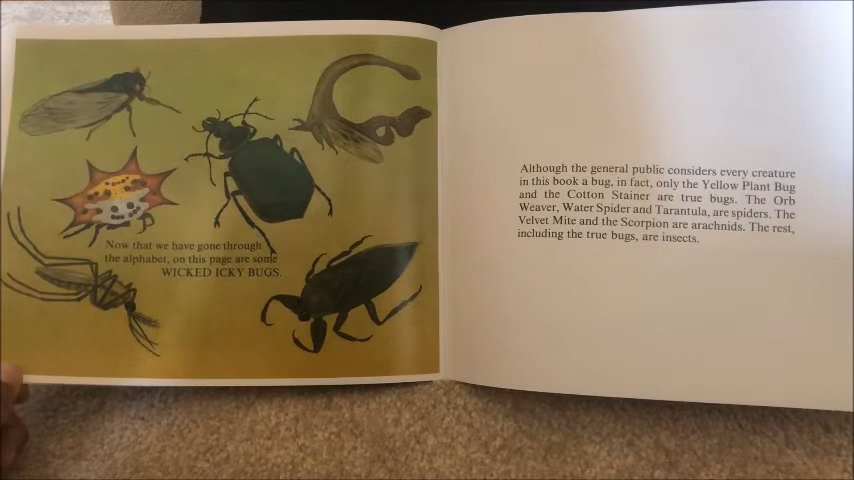 Now that we have gone through
the alphabet, on this page are some
WICKED ICKY BUGS.
Although the general public considers every creature
in this book a bug, in fact, only the Yellow Plant Bug
and the Cotton Stainer are true bugs. The Orb
Weaver, Water Spider and Tarantula, are spiders. The
Velvet Mite and the Scorpion are arachnids. The rest,
including the true bugs, are insects.